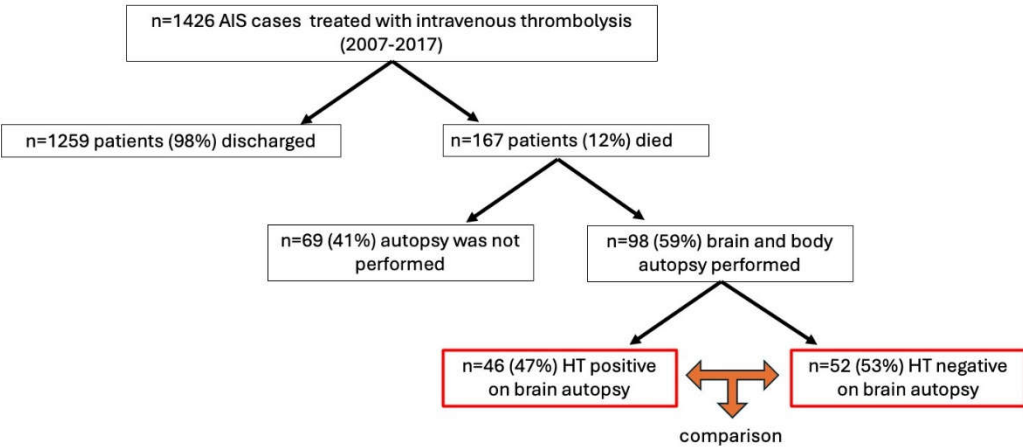 n=1426 AIS cases treated with intravenous thrombolysis
(2007-2017)
n=1259 patients (98%) discharged
n=167 patients (12%) died
n=69 (41%) autopsy was not
performed
n=98 (59%) brain and body
autopsy performed
n=46 (47%) HT positive
on brain autopsy
n=52 (53%) HT negative
on brain autopsy
comparison